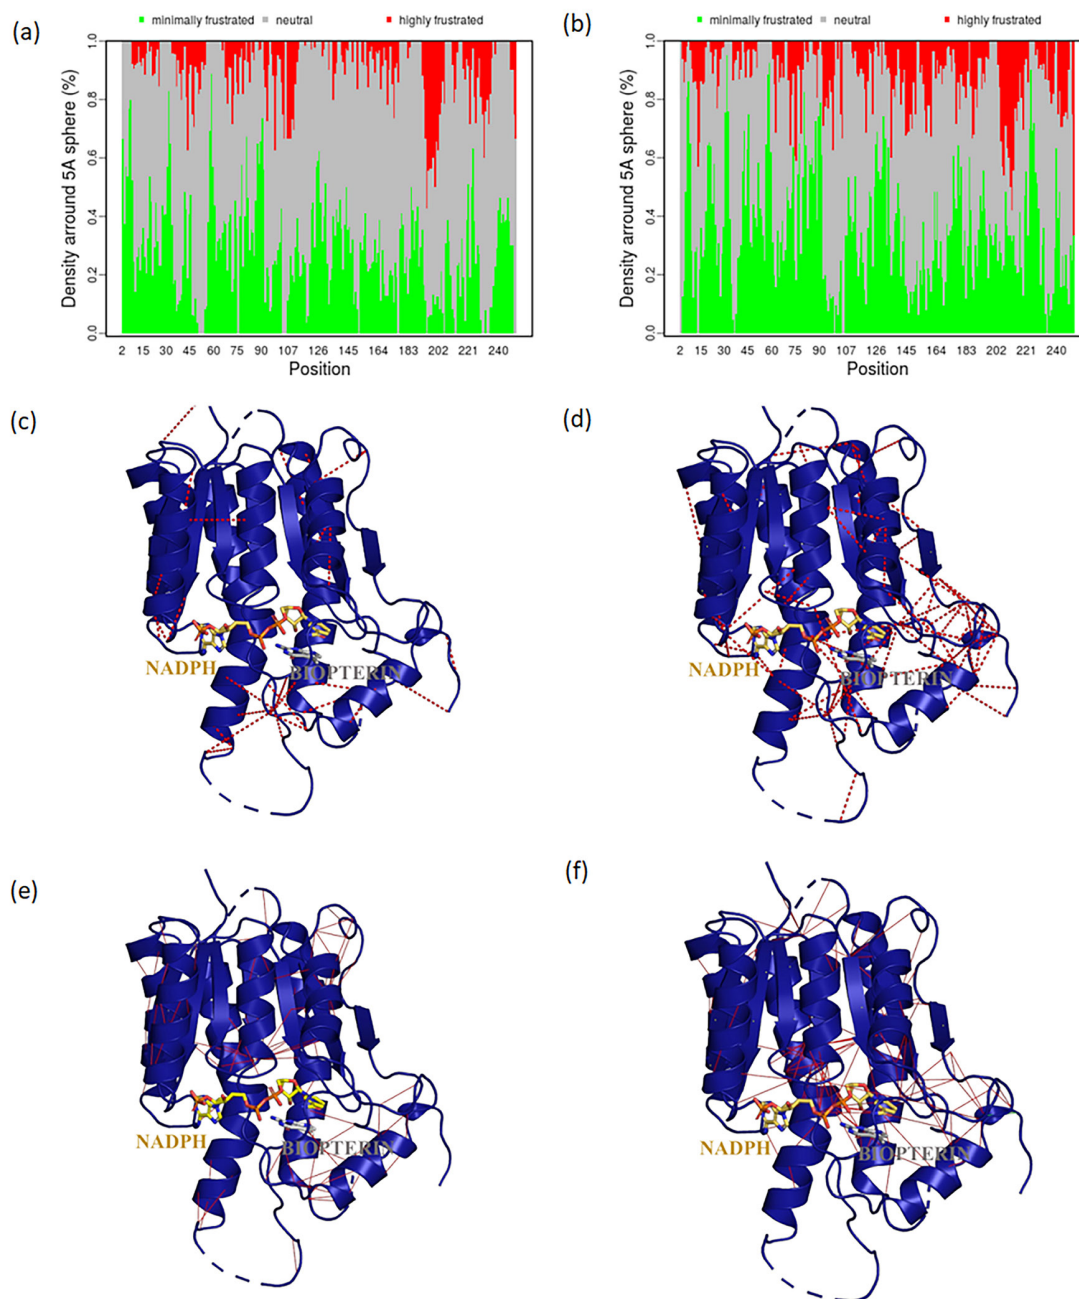 (a)
minimally frustrated neutral highly frustrated
Density arround 5A sphere (%)
1.0
0.8
0.6
0.4
0.2
0.0
2 15 30 45 60 75 90 107 126 145 164 183 202 221 240
Position
(b)
minimally frustrated neutral highly frustrated
Density arround 5A sphere (%)
1.0
0.8
0.6
0.4
0.2
0.0
2 15 30 45 60 75 90 107 126 145 164 183 202 221 240
Position
(c)
NADPH
BIOPTERIN
(d)
NADPH
BIOPTERIN
(e)
NADPH
BIOPTERIN
(f)
NADPH
BIOPTERIN